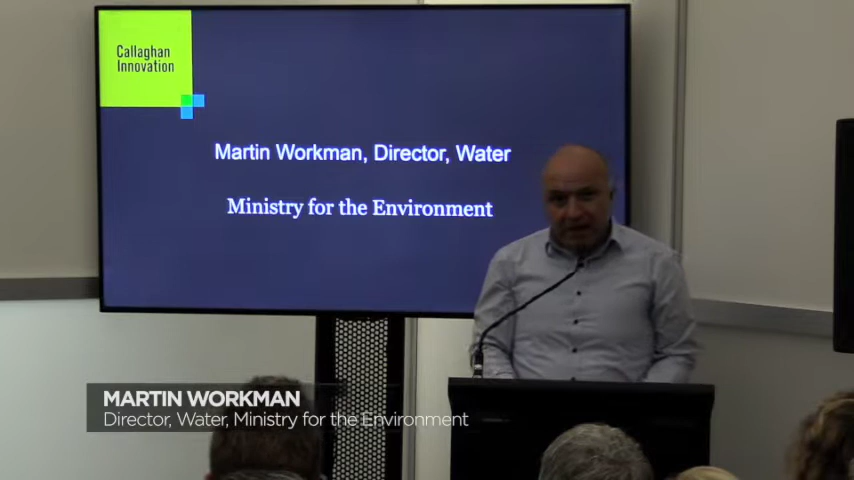 Callaghan
Innovation
Martin Workman, Director, Water
Ministry for the Environment
MARTIN WORKMAN
Director, Water, Ministry for the Environment